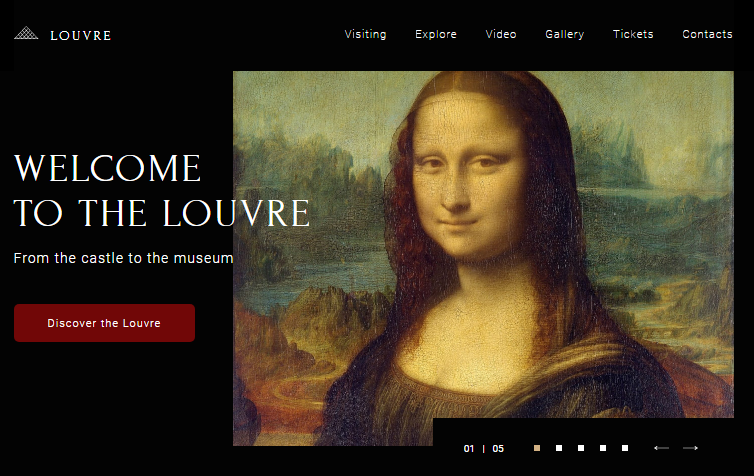 LOUVRE
Visiting Explore Video Gallery Tickets Contacts
WELCOME
TO THE LOUVRE
From the castle to the museum
Discover the Louvre
01 | 05